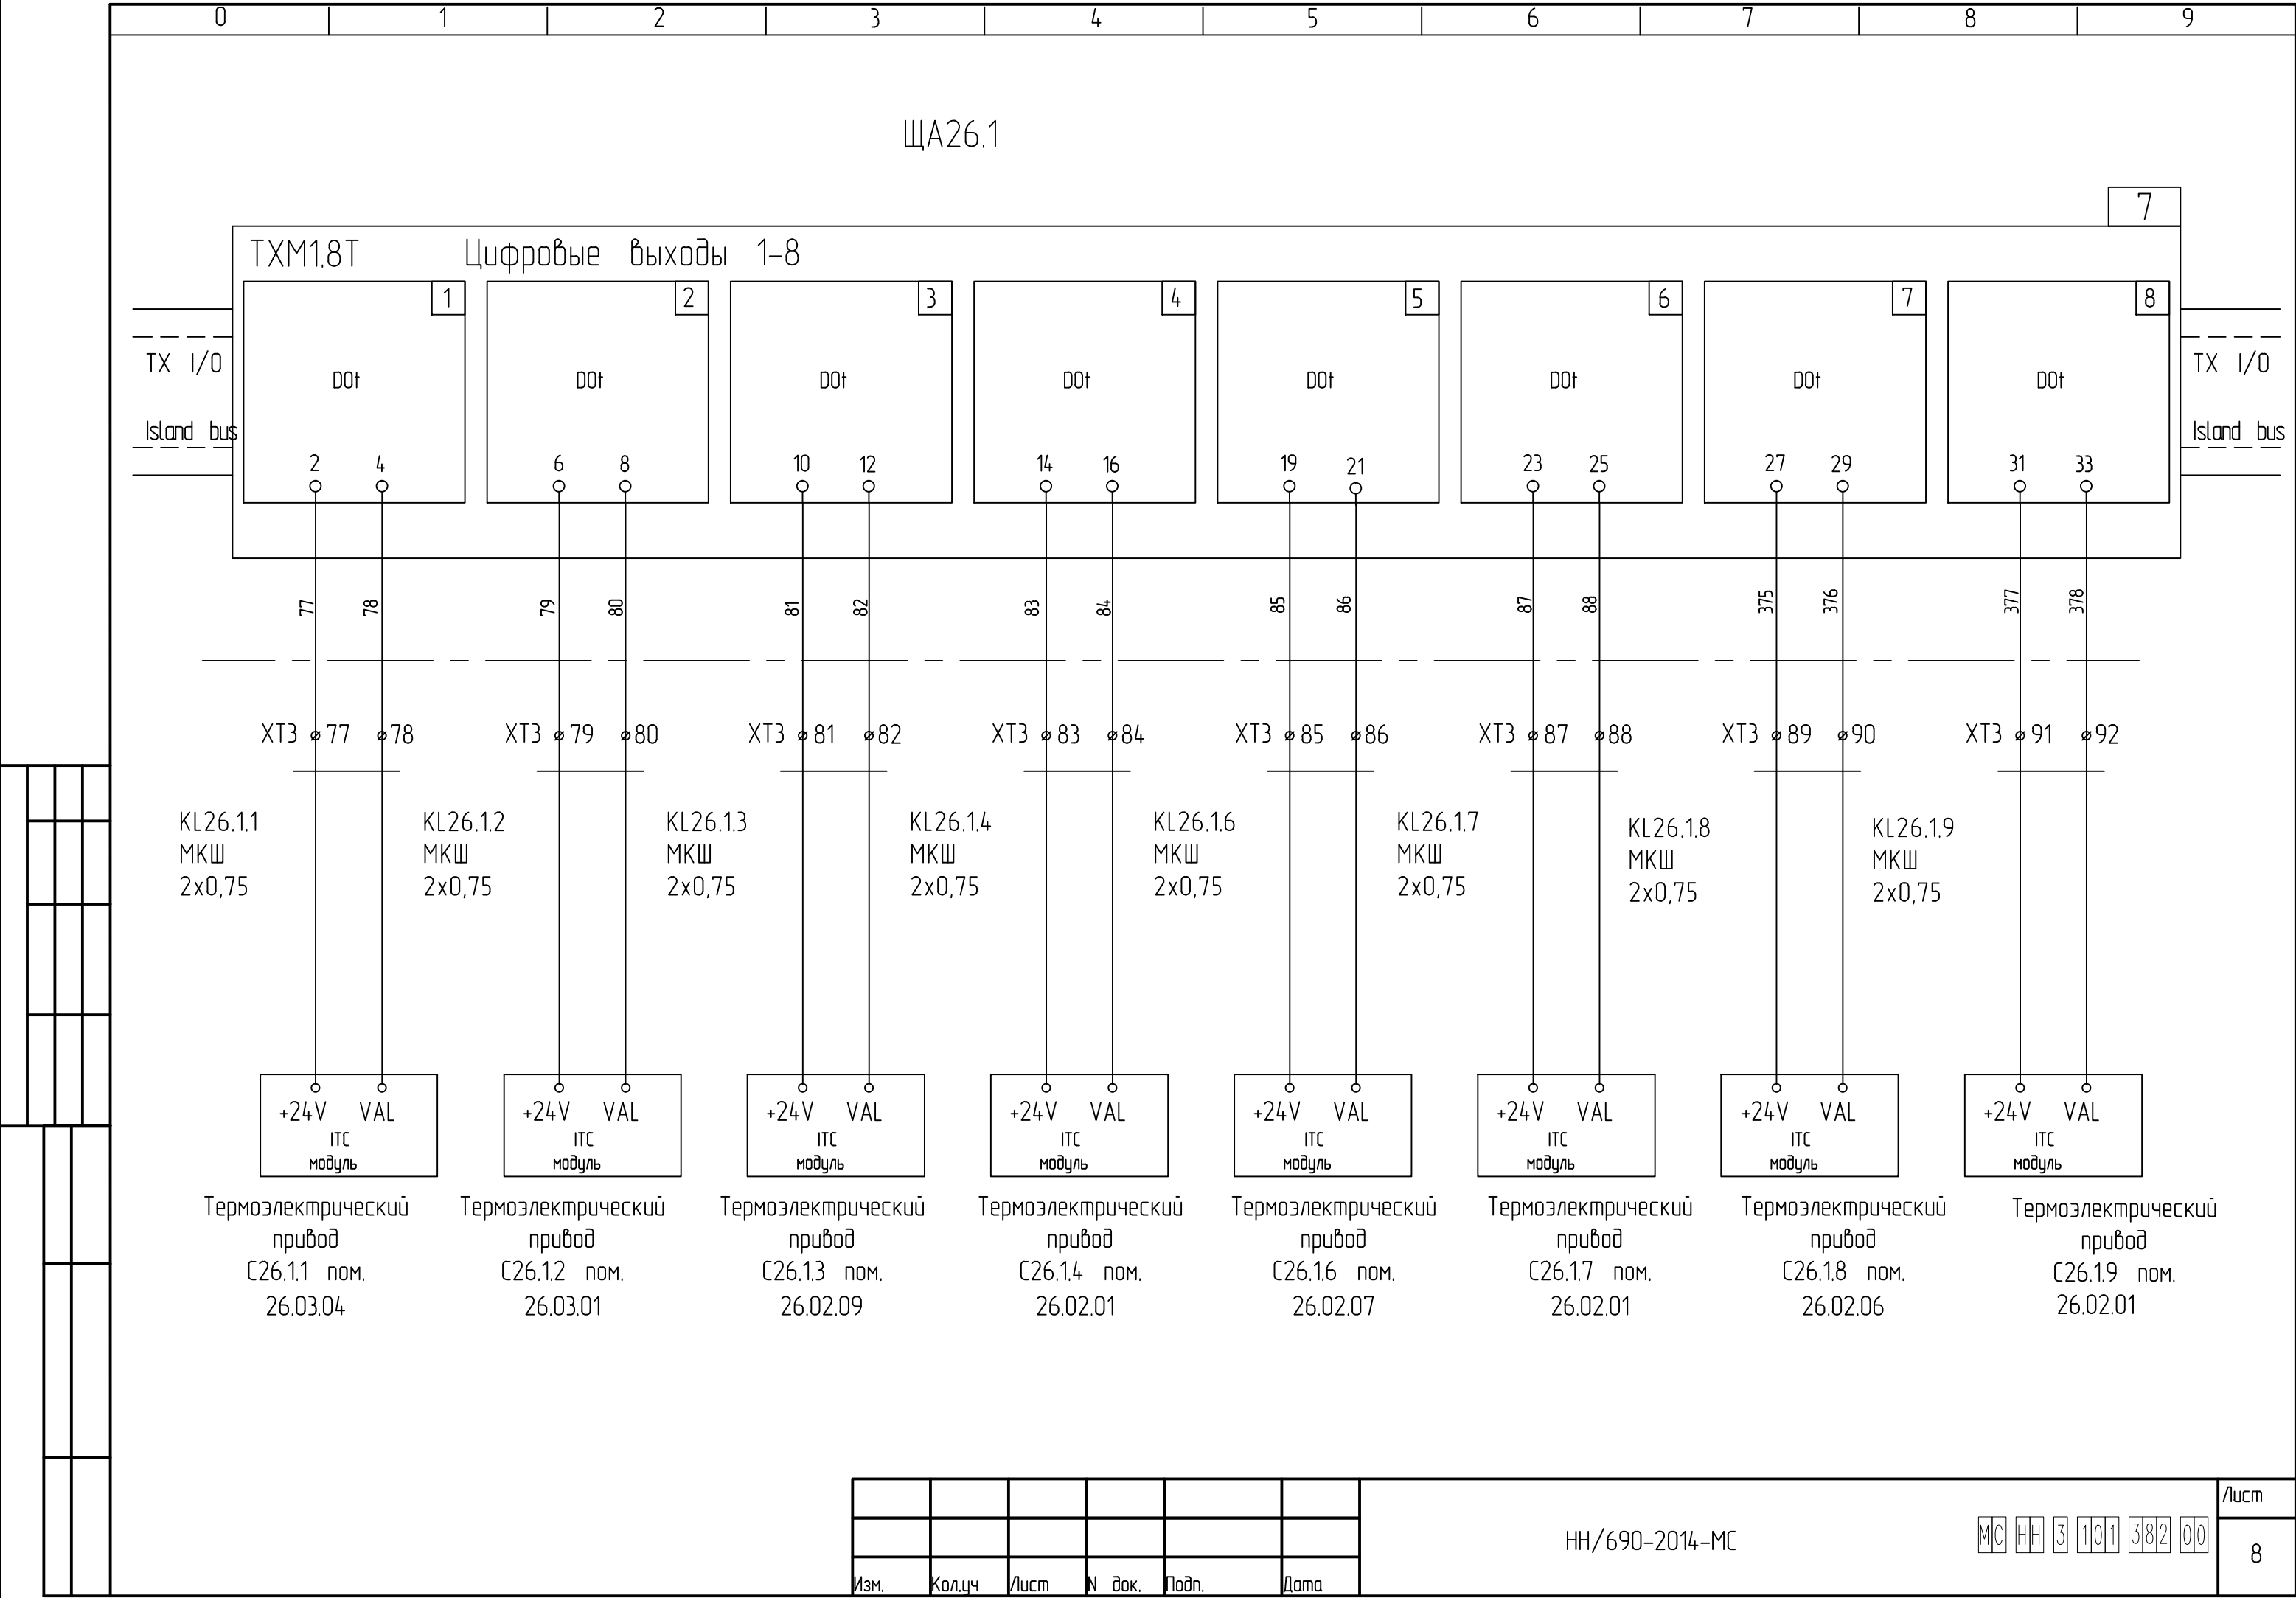 0 1 2 3 4 5 6 7 8 9
ЩА26.1
7
TXM1.8T Цифровые выходы 1-8
1 2 3 4 5 6 7 8
TX I/O DOt DOt DOt DOt DOt DOt DOt DOt TX I/O
Island bus Island bus
2 4 6 8 10 12 14 16 19 21 23 25 27 29 31 33
77 78 79 80 81 82 83 84 85 86 87 88 375 376 377 378
XT3 77 78 XT3 79 80 XT3 81 82 XT3 83 84 XT3 85 86 XT3 87 88 XT3 89 90 XT3 91 92
KL26.1.1 KL26.1.2 KL26.1.3 KL26.1.4 KL26.1.6 KL26.1.7 KL26.1.8 KL26.1.9
МКШ МКШ МКШ МКШ МКШ МКШ МКШ МКШ
2x0,75 2x0,75 2x0,75 2x0,75 2x0,75 2x0,75 2x0,75 2x0,75
+24V VAL +24V VAL +24V VAL +24V VAL +24V VAL +24V VAL +24V VAL +24V VAL
ITC ITC ITC ITC ITC ITC ITC ITC
модуль модуль модуль модуль модуль модуль модуль модуль
Термоэлектрический Термоэлектрический Термоэлектрический Термоэлектрический Термоэлектрический Термоэлектрический Термоэлектрический Термоэлектрический
привод привод привод привод привод привод привод привод
С26.1.1 пом. С26.1.2 пом. С26.1.3 пом. С26.1.4 пом. С26.1.6 пом. С26.1.7 пом. С26.1.8 пом. С26.1.9 пом.
26.03.04 26.03.01 26.02.09 26.02.01 26.02.07 26.02.01 26.02.06 26.02.01
Лист
НН/690-2014-МС МС НН 3 101 382 00
8
Изм. Кол.уч Лист N док. Подп. Дата